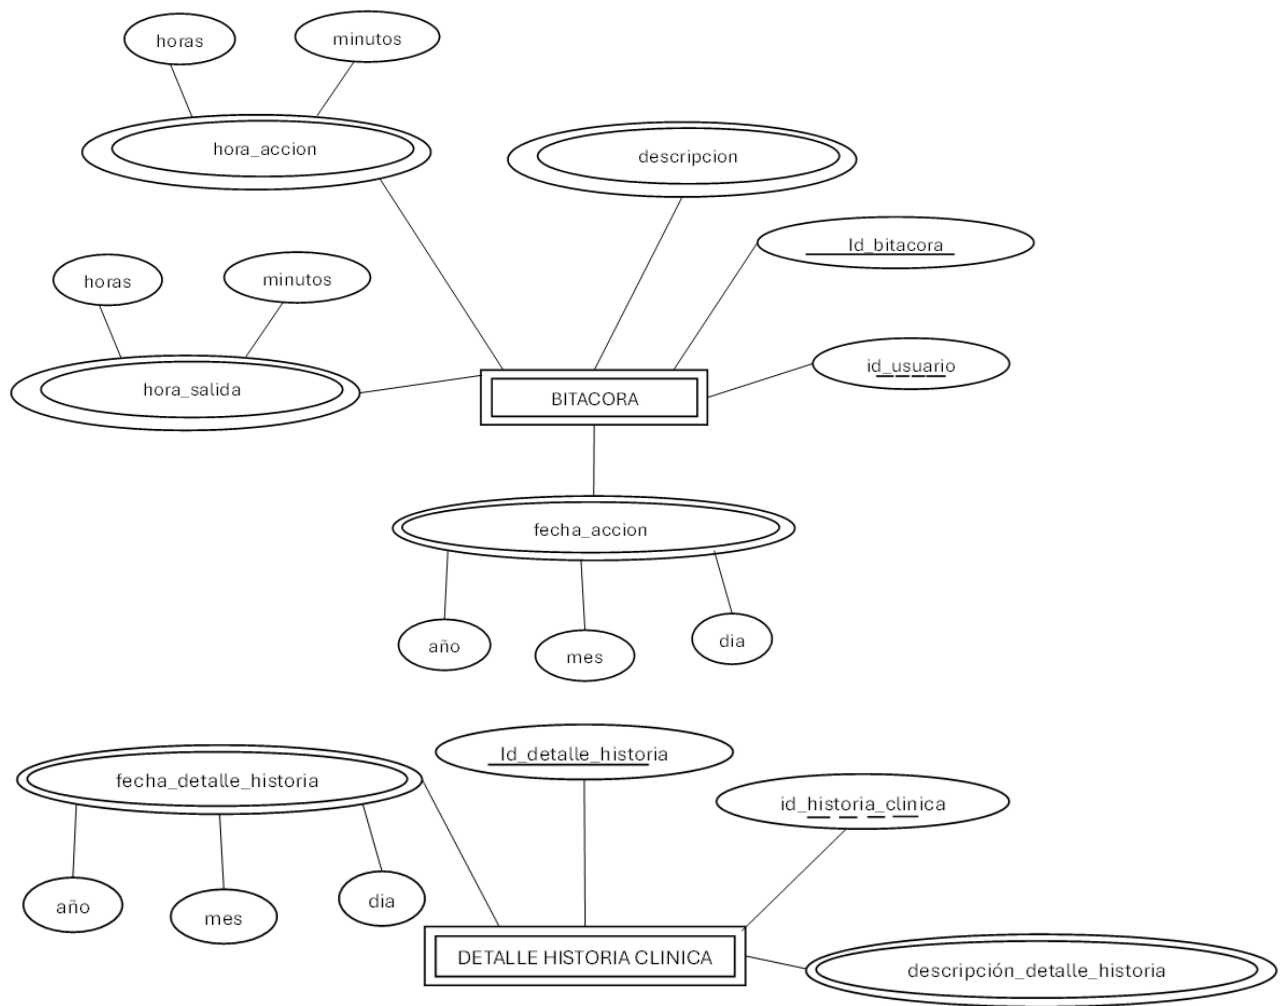 horas
minutos
hora_accion
descripcion
Id_bitacora
horas
minutos
id_usuario
hora_salida
BITACORA
fecha_accion
año
mes
dia
Id_detalle_historia
fecha_detalle_historia
id_historia_clinica
año
mes
dia
DETALLE HISTORIA CLINICA
descripción_detalle_historia